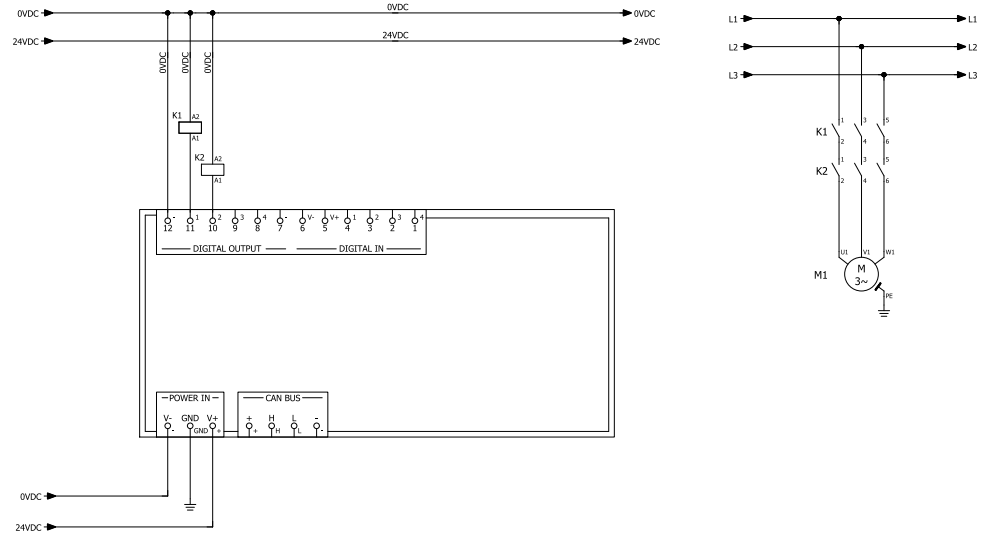 0VDC 0VDC 0VDC
24VDC 24VDC 24VDC
0VDC 0VDC 0VDC
K1 A2
A1
K2 A2
A1
- 1 2 3 4 - V- V+ 1 2 3 4
12 11 10 9 8 7 6 5 4 3 2 1
DIGITAL OUTPUT DIGITAL IN
POWER IN CAN BUS
V- GND V+ + H L -
- GND + + H L -
0VDC
24VDC
L1 L1
L2 L2
L3 L3
1 3 5
K1
2 4 6
1 3 5
K2
2 4 6
U1 V1 W1
M1 M
3~
PE